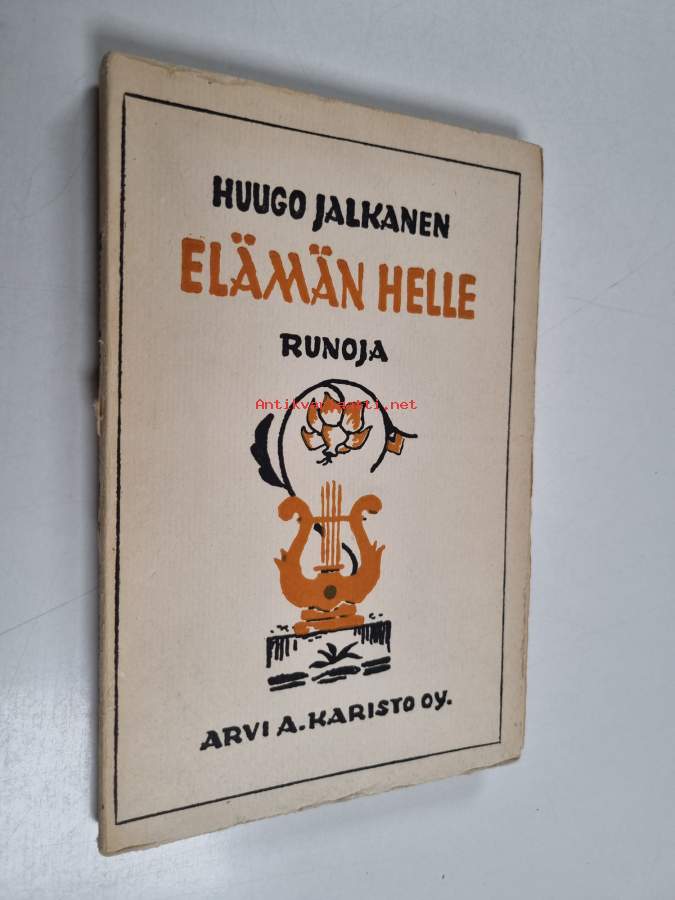 HUUGO JALKANEN
ELÄMÄN HELLE
RUNOJA
Antikvariaatti.net
ARVI A. KARISTO OY.